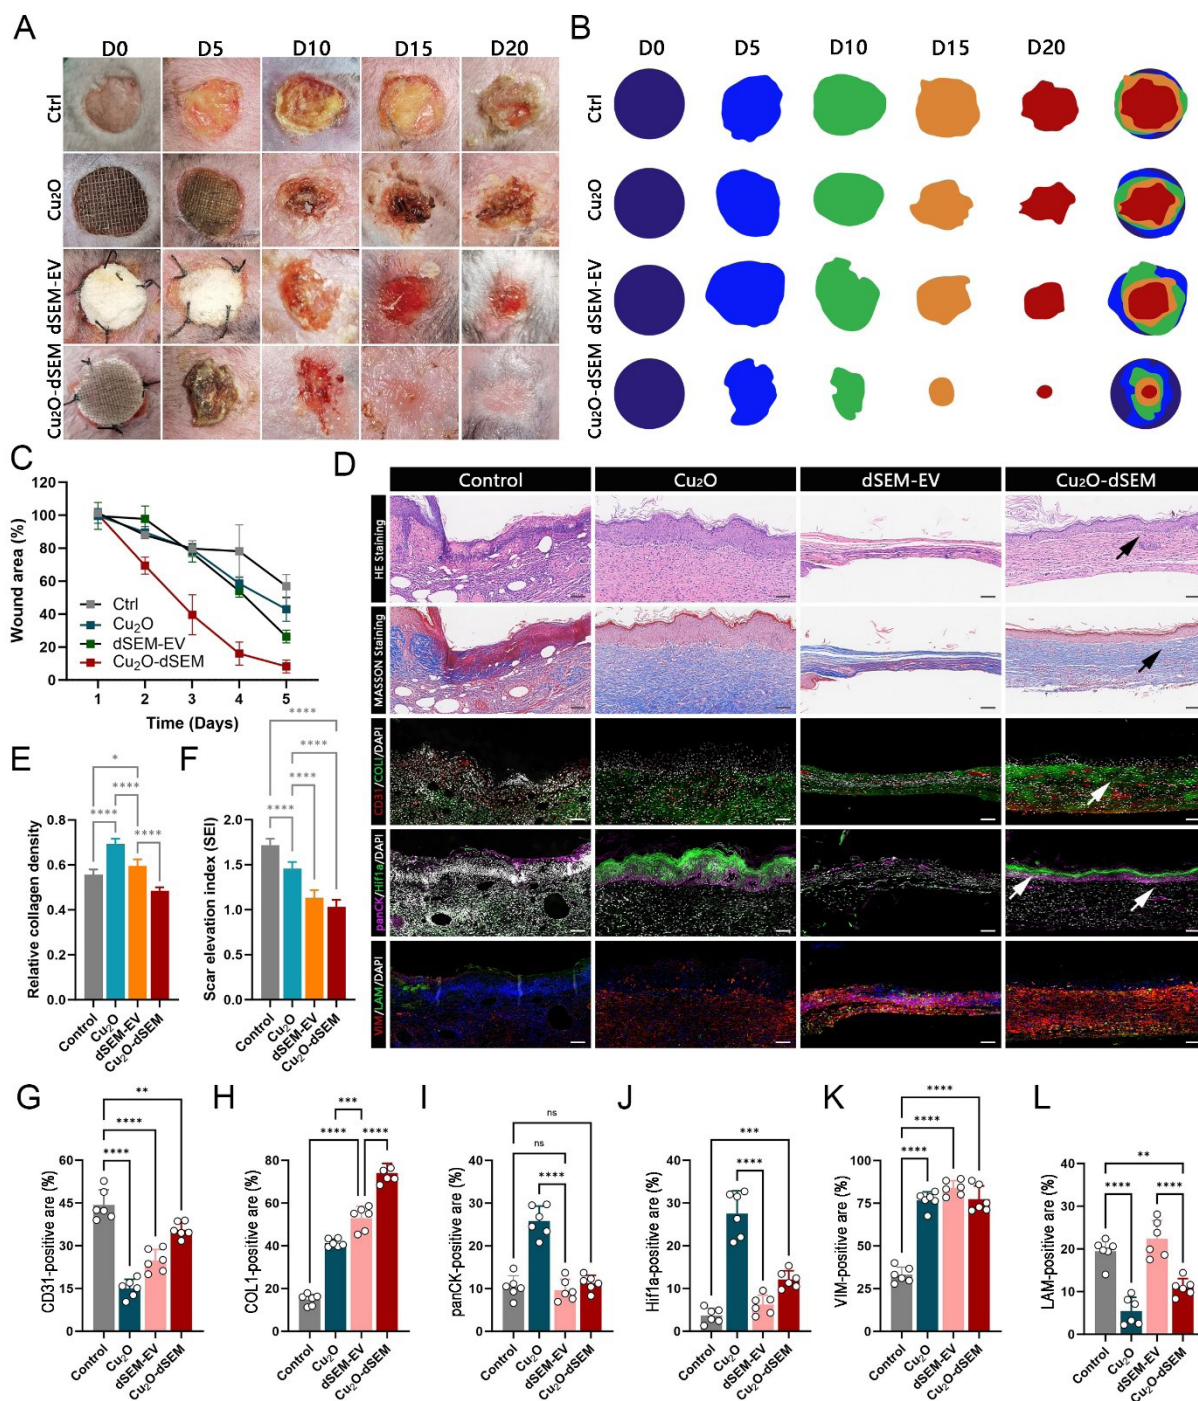 A
D0 D5 D10 D15 D20
Ctrl
Cu₂O
dSEM-EV
Cu₂O-dSEM
B
D0 D5 D10 D15 D20
Ctrl
Cu₂O
dSEM-EV
Cu₂O-dSEM
C
Wound area (%)
120
100
80
60
40
20
0
Ctrl
Cu₂O
dSEM-EV
Cu₂O-dSEM
1 2 3 4 5
Time (Days)
D
Control Cu₂O dSEM-EV Cu₂O-dSEM
HE Staining
MASSON Staining
CD31/COLI/DAPI
panCK/Hif1a/DAPI
VIM/LAM/DAPI
E
Relative collagen density
*
****
****
****
0.8
0.6
0.4
0.2
0.0
Control
Cu₂O
dSEM-EV
Cu₂O-dSEM
F
Scar elevation index (SEI)
****
****
****
****
2.0
1.5
1.0
0.5
0.0
Control
Cu₂O
dSEM-EV
Cu₂O-dSEM
G
CD31-positive are (%)
**
****
****
60
45
30
15
0
Control
Cu₂O
dSEM-EV
Cu₂O-dSEM
H
COL1-positive are (%)
***
**** ****
80
60
40
20
0
Control
Cu₂O
dSEM-EV
Cu₂O-dSEM
I
panCK-positive are (%)
ns
ns
****
40
30
20
10
0
Control
Cu₂O
dSEM-EV
Cu₂O-dSEM
J
Hif1a-positive are (%)
***
****
40
30
20
10
0
Control
Cu₂O
dSEM-EV
Cu₂O-dSEM
K
VIM-positive are (%)
****
****
****
100
75
50
25
0
Control
Cu₂O
dSEM-EV
Cu₂O-dSEM
L
LAM-positive are (%)
**
**** ****
40
30
20
10
0
Control
Cu₂O
dSEM-EV
Cu₂O-dSEM